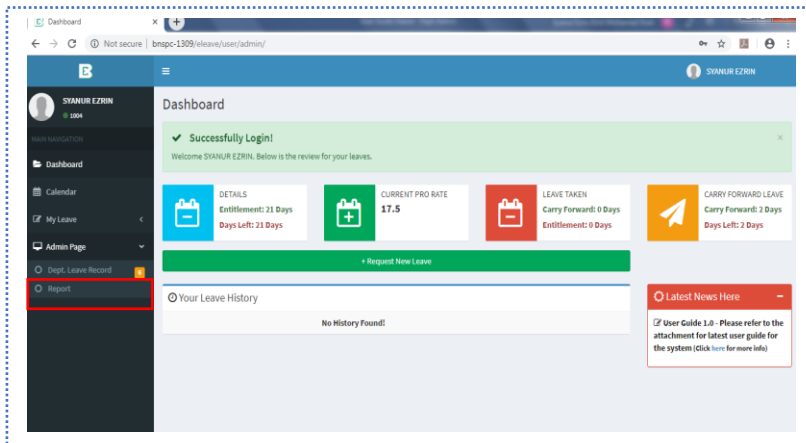 Dashboard
Not secure | bnspc-1309/eleave/user/admin/
SYANUR EZRIN
SYANUR EZRIN
1004
MAIN NAVIGATION
Dashboard
Calendar
My Leave
Admin Page
Dept. Leave Record
Report
Dashboard
Successfully Login!
Welcome SYANUR EZRIN. Below is the review for your leaves.
DETAILS
Entitlement: 21 Days
Days Left: 21 Days
CURRENT PRO RATE
17.5
LEAVE TAKEN
Carry Forward: 0 Days
Entitlement: 0 Days
CARRY FORWARD LEAVE
Carry Forward: 2 Days
Days Left: 2 Days
+ Request New Leave
Your Leave History
No History Found!
Latest News Here
User Guide 1.0 - Please refer to the
attachment for latest user guide for
the system (Click here for more info)